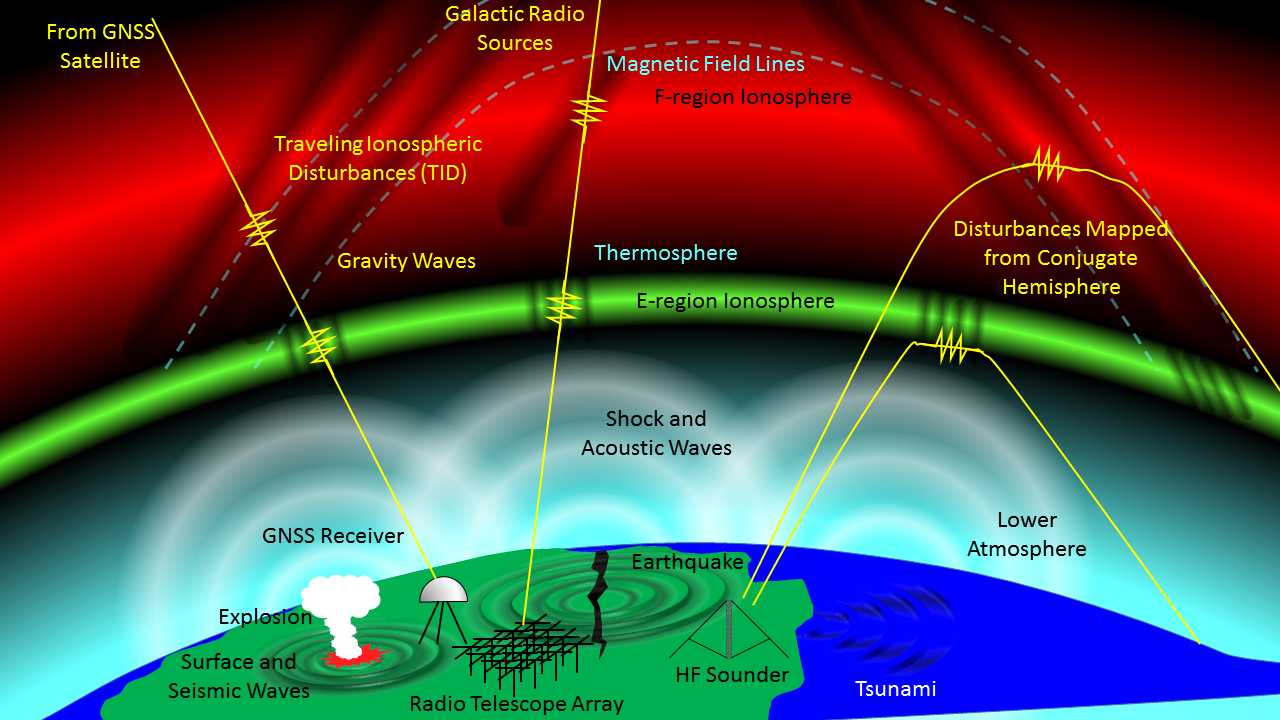 From GNSS
Satellite
Galactic Radio
Sources
Magnetic Field Lines
F-region Ionosphere
Traveling Ionospheric
Disturbances (TID)
Gravity Waves
Thermosphere
Disturbances Mapped
from Conjugate
Hemisphere
E-region Ionosphere
Shock and
Acoustic Waves
GNSS Receiver
Lower
Atmosphere
Earthquake
Explosion
Surface and
Seismic Waves
HF Sounder
Tsunami
Radio Telescope Array